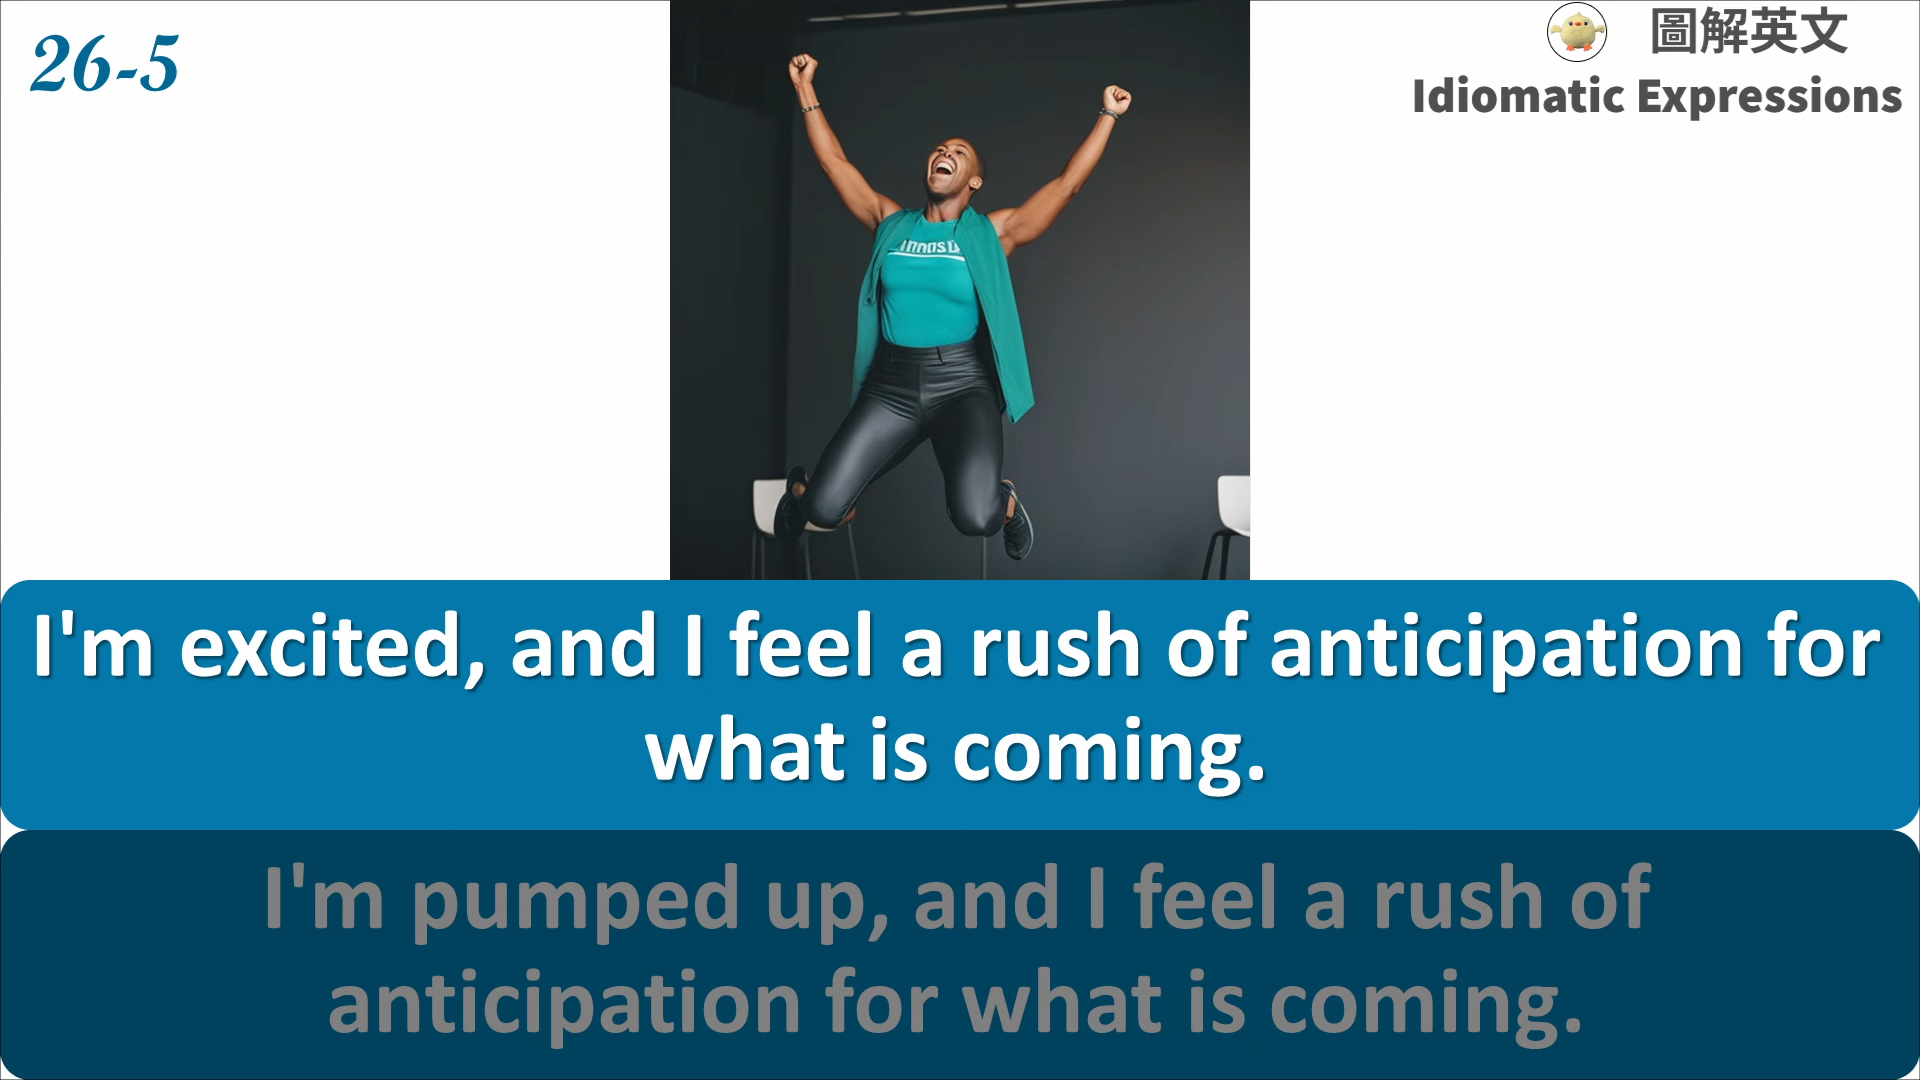 26-5
圖解英文
Idiomatic Expressions
I'm excited, and I feel a rush of anticipation for
what is coming.
I'm pumped up, and I feel a rush of
anticipation for what is coming.